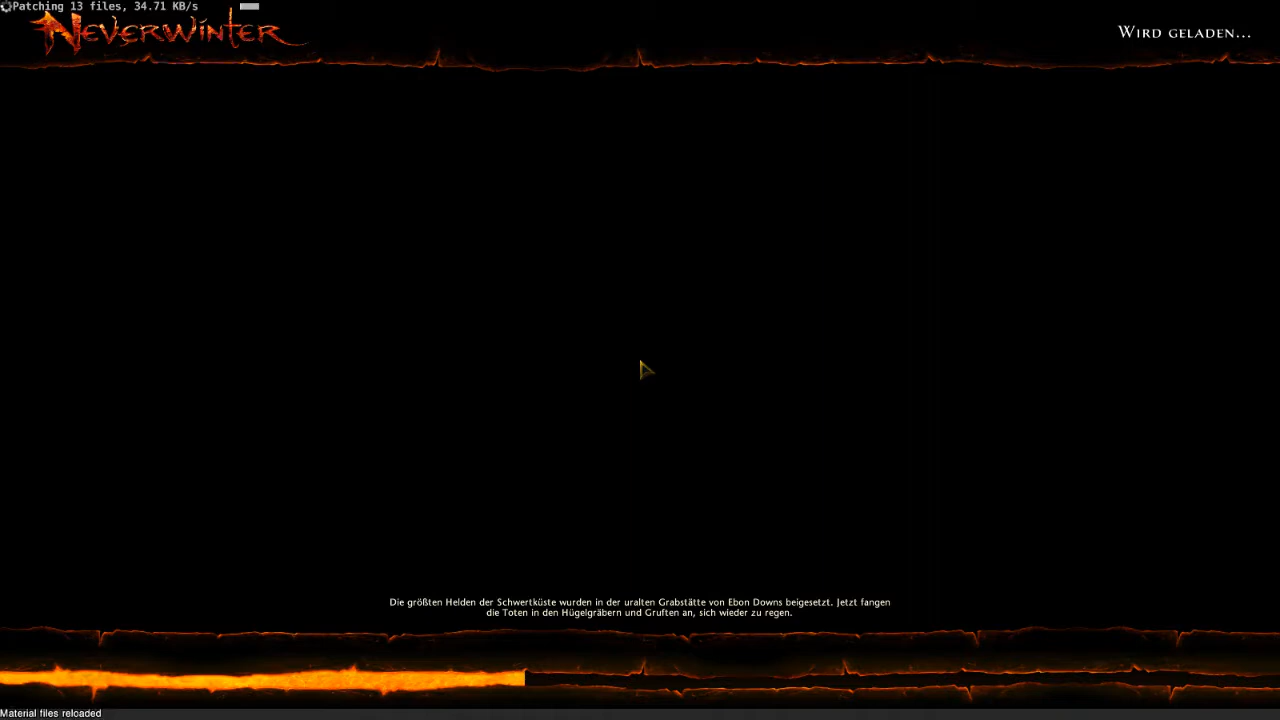 Patching 13 files, 34.71 KB/s
NEVERWINTER
WIRD GELADEN...
Die größten Helden der Schwertküste wurden in der uralten Grabstätte von Ebon Downs beigesetzt. Jetzt fangen
die Toten in den Hügelgräbern und Gruften an, sich wieder zu regen.
Material files reloaded